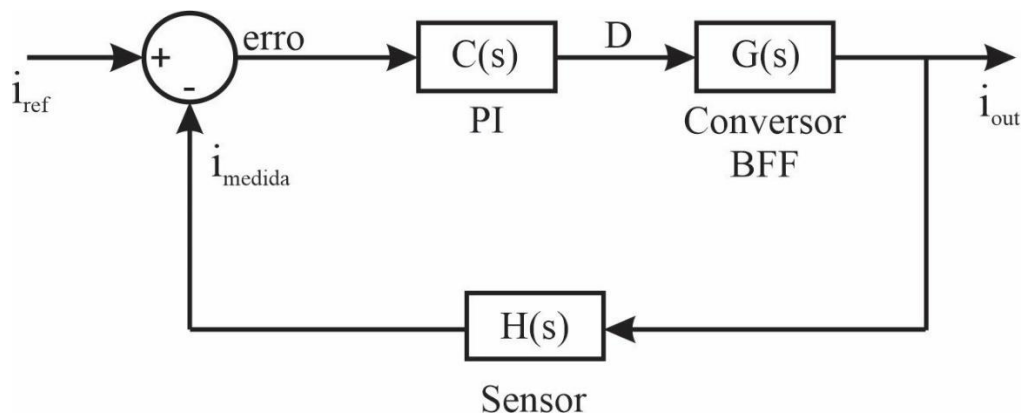 +
-
erro
i_ref
C(s)
PI
D
G(s)
Conversor
BFF
i_out
i_medida
H(s)
Sensor